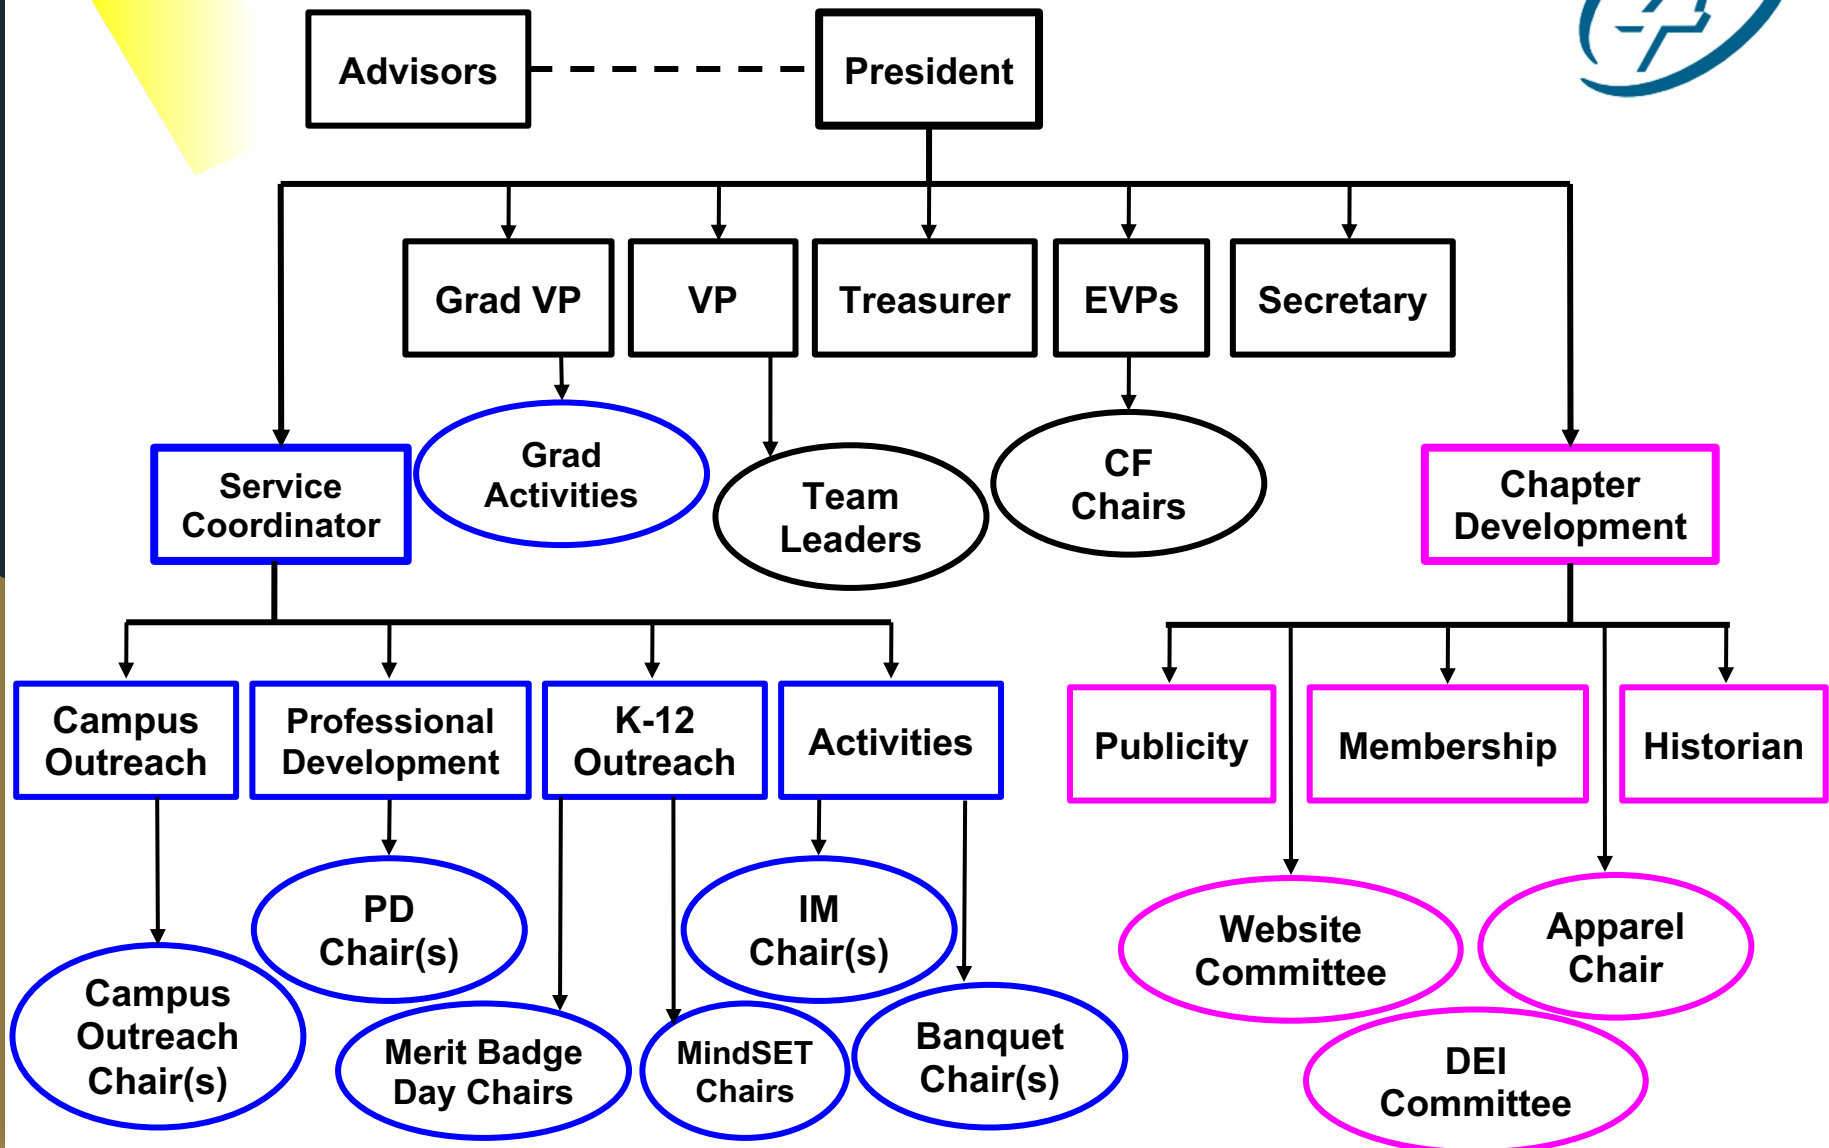 Advisors
President
Grad VP
VP
Treasurer
EVPs
Secretary
Service
Coordinator
Grad
Activities
Team
Leaders
CF
Chairs
Chapter
Development
Campus
Outreach
Professional
Development
K-12
Outreach
Activities
Publicity
Membership
Historian
PD
Chair(s)
IM
Chair(s)
Website
Committee
Apparel
Chair
Campus
Outreach
Chair(s)
Merit Badge
Day Chairs
MindSET
Chairs
Banquet
Chair(s)
DEI
Committee